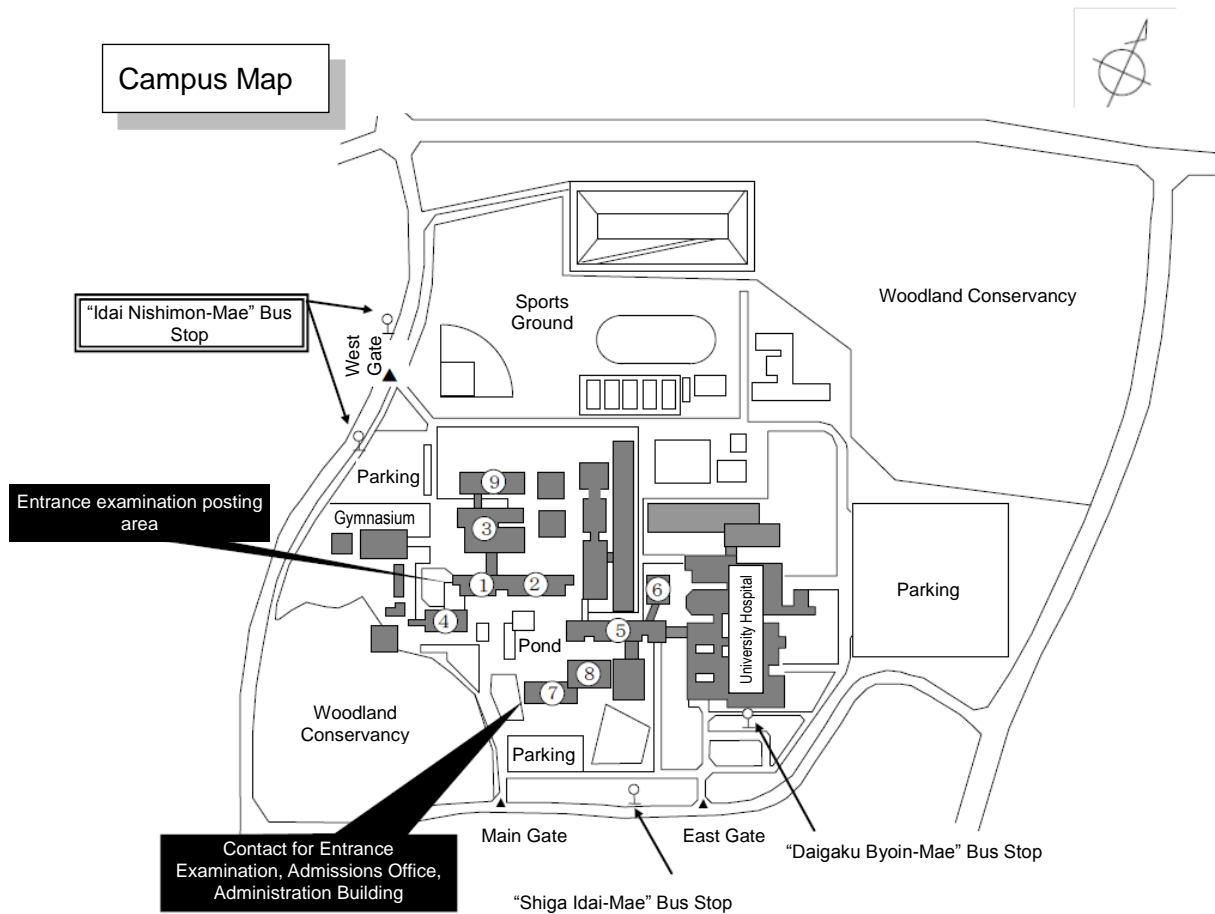 Campus Map
Woodland Conservancy
Sports
Ground
“Idai Nishimon-Mae” Bus
Stop
West
Gate
Parking
9
Entrance examination posting
area
Gymnasium
3
1
2
6
Parking
4
5
University Hospital
Pond
8
7
Woodland
Conservancy
Parking
Main Gate
East Gate
Contact for Entrance
Examination, Admissions Office,
Administration Building
“Daigaku Byoin-Mae” Bus Stop
“Shiga Idai-Mae” Bus Stop